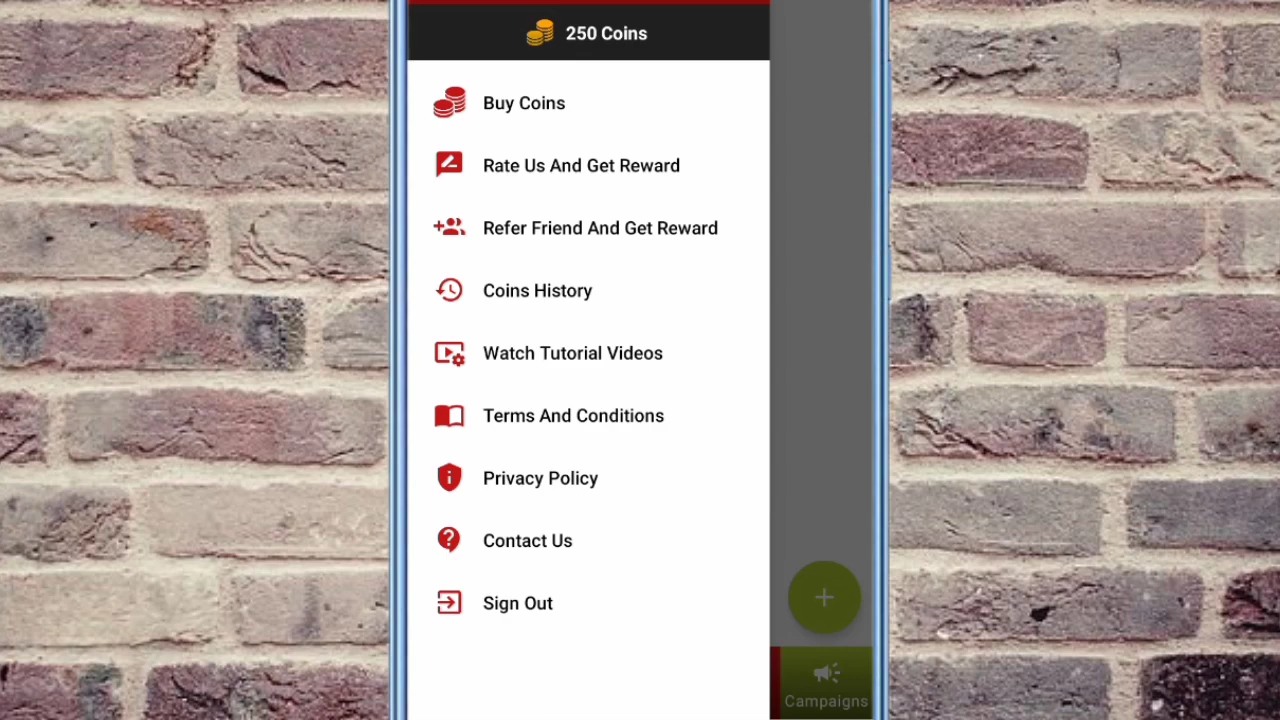 250 Coins
Buy Coins
Rate Us And Get Reward
Refer Friend And Get Reward
Coins History
Watch Tutorial Videos
Terms And Conditions
Privacy Policy
Contact Us
Sign Out
Campaigns